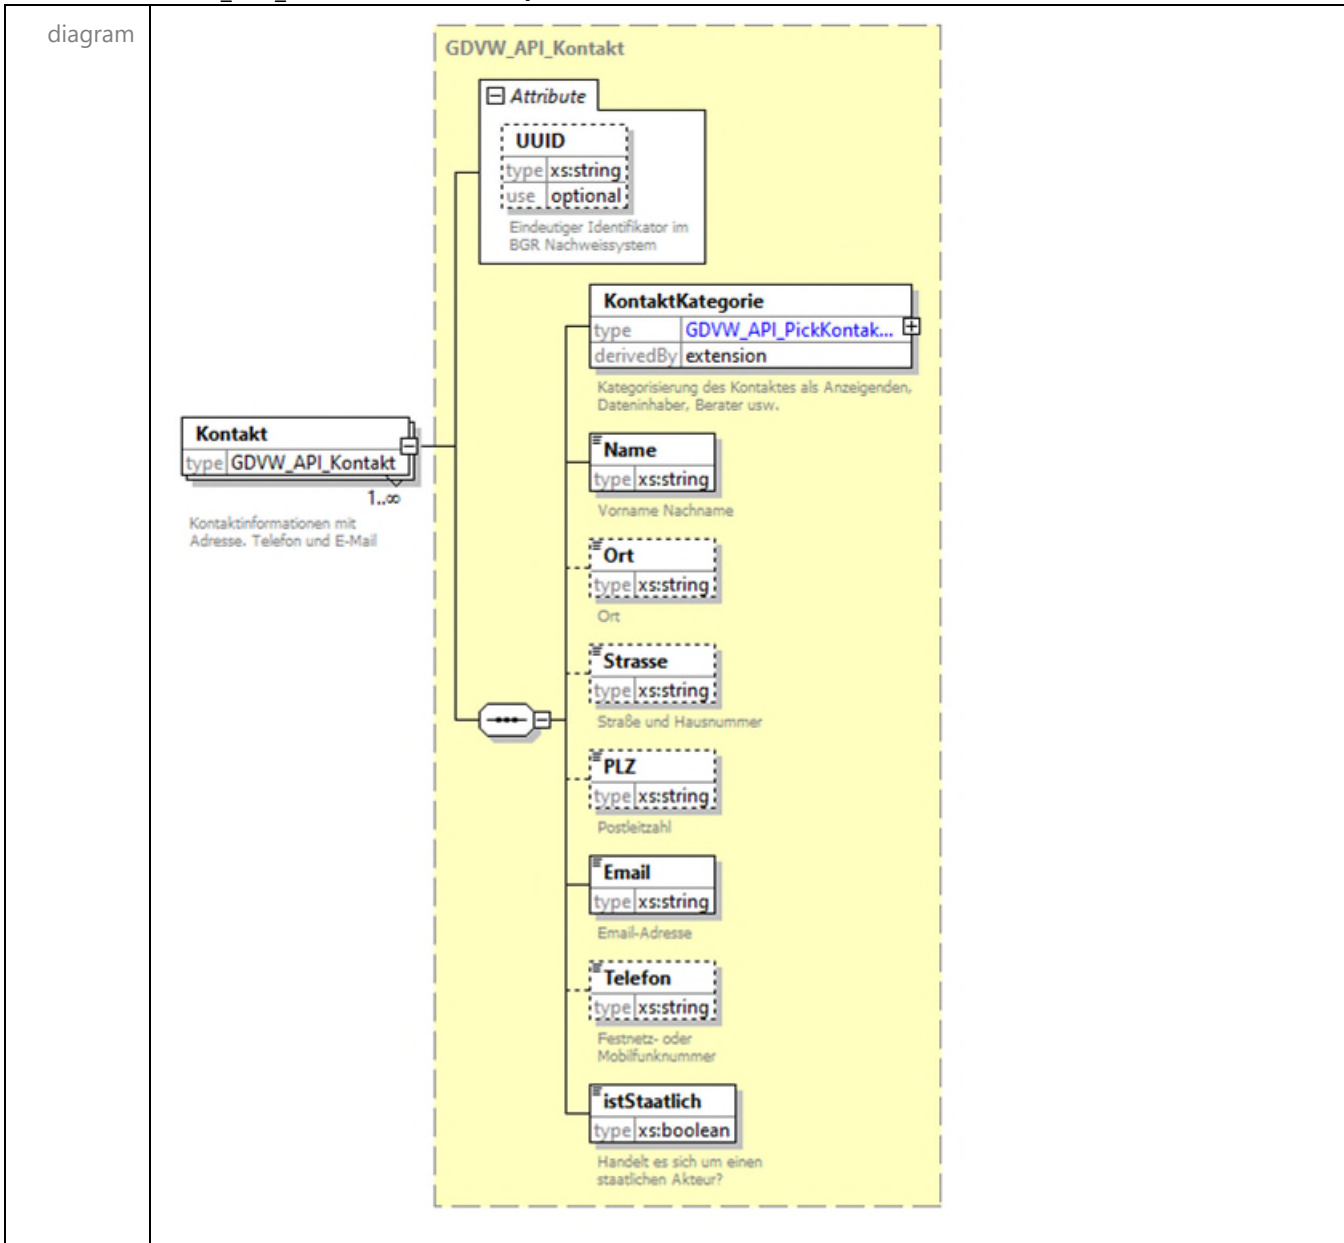 diagram
GDVW_API_Kontakt
Attribute
UUID
type xs:string
use optional
Eindeutiger Identifikator im
BGR Nachweissystem
KontaktKategorie
type GDVW_API_PickKontak...
derivedBy extension
Kategorisierung des Kontaktes als Anzeigenden,
Dateninhaber, Berater usw.
Kontakt
type GDVW_API_Kontakt
1..∞
Kontaktinformationen mit
Adresse. Telefon und E-Mail
Name
type xs:string
Vorname Nachname
Ort
type xs:string
Ort
Strasse
type xs:string
Straße und Hausnummer
PLZ
type xs:string
Postleitzahl
Email
type xs:string
Email-Adresse
Telefon
type xs:string
Festnetz- oder
Mobilfunknummer
istStaatlich
type xs:boolean
Handelt es sich um einen
staatlichen Akteur?